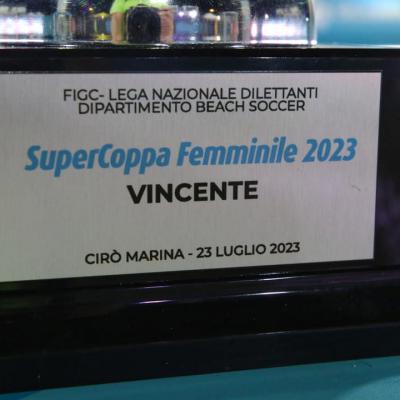 FIGC- LEGA NAZIONALE DILETTANTI
DIPARTIMENTO BEACH SOCCER
SuperCoppa Femminile 2023
VINCENTE
CIRÒ MARINA - 23 LUGLIO 2023